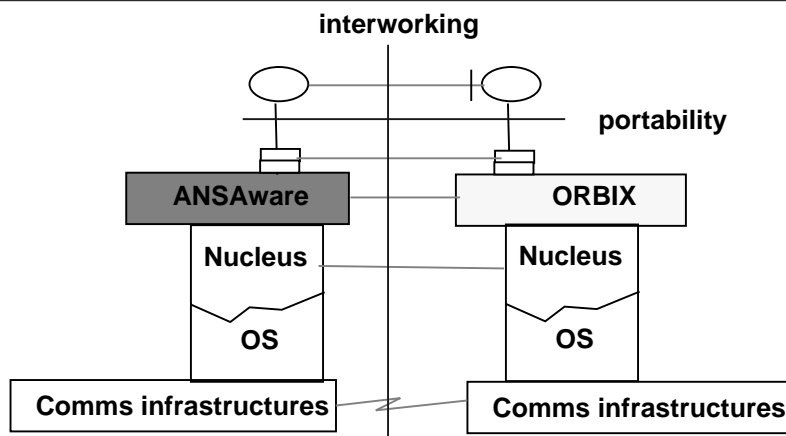 interworking
portability
ANSAware
ORBIX
Nucleus
Nucleus
OS
OS
Comms infrastructures
Comms infrastructures